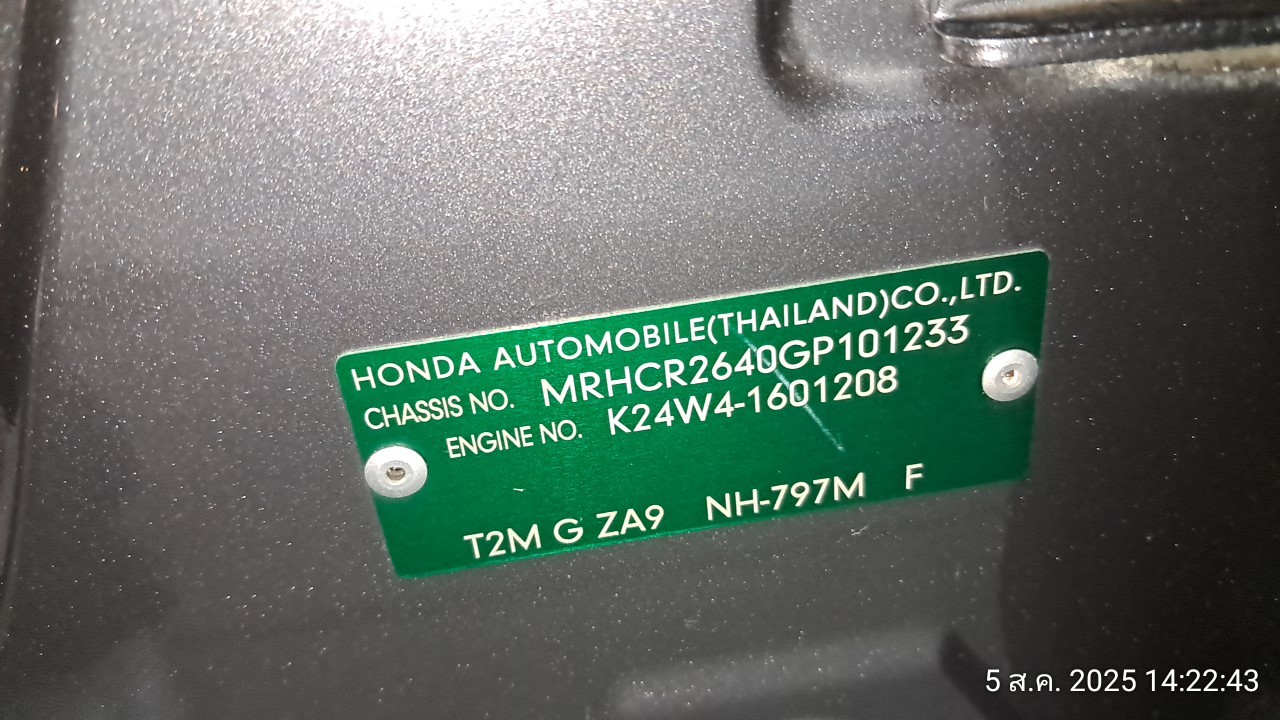 HONDA AUTOMOBILE(THAILAND)CO.,LTD.
CHASSIS NO. MRHCR2640GP101233
ENGINE NO. K24W4-1601208
T2M G ZA9 NH-797M F
5 ส.ค. 2025 14:22:43